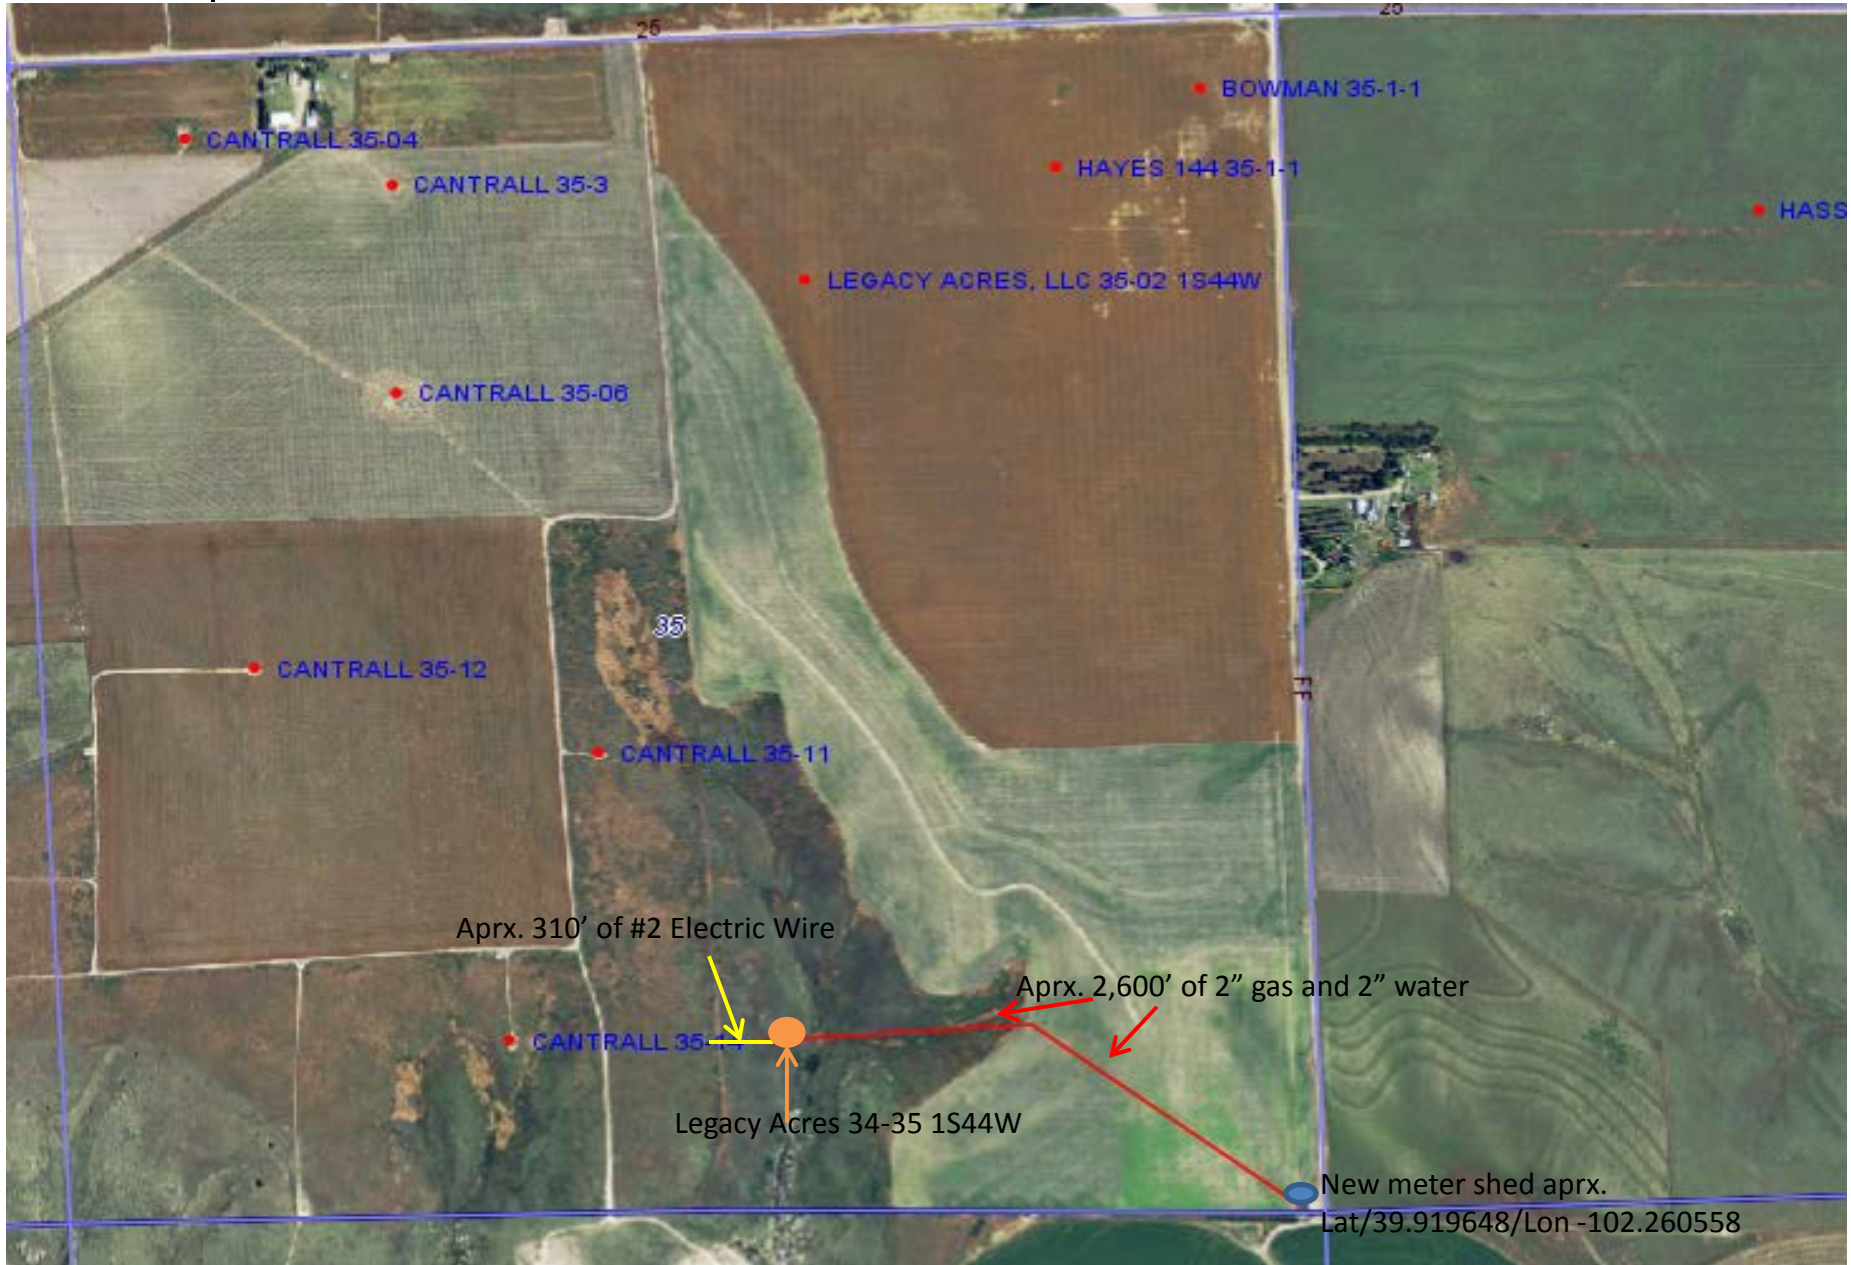 25
25
BOWMAN 35-1-1
CANTRALL 35-04
HAYES 144 35-1-1
CANTRALL 35-3
HASS
LEGACY ACRES, LLC 35-02 1S44W
CANTRALL 35-06
35
CANTRALL 35-12
FF
CANTRALL 35-11
Aprx. 310’ of #2 Electric Wire
Aprx. 2,600’ of 2” gas and 2” water
CANTRALL 35-14
Legacy Acres 34-35 1S44W
New meter shed aprx.
Lat/39.919648/Lon -102.260558